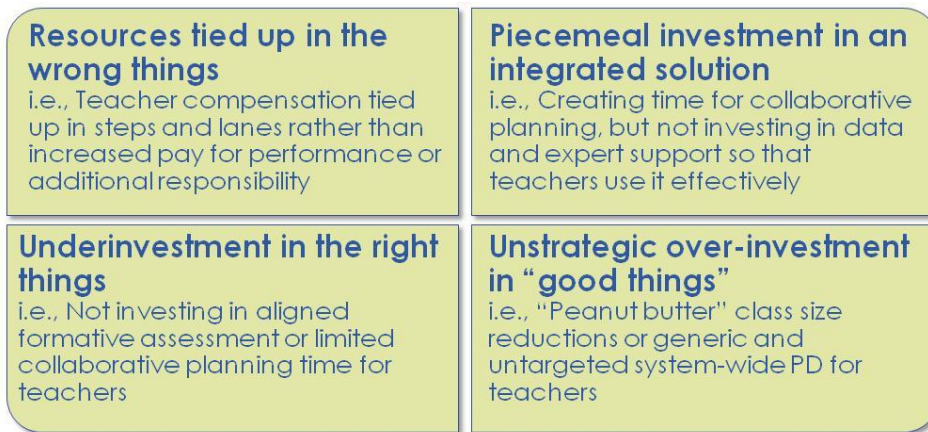 Resources tied up in the
wrong things
i.e., Teacher compensation tied
up in steps and lanes rather than
increased pay for performance or
additional responsibility
Piecemeal investment in an
integrated solution
i.e., Creating time for collaborative
planning, but not investing in data
and expert support so that
teachers use it effectively
Underinvestment in the right
things
i.e., Not investing in aligned
formative assessment or limited
collaborative planning time for
teachers
Unstrategic over-investment
in “good things”
i.e., “Peanut butter” class size
reductions or generic and
untargeted system-wide PD for
teachers